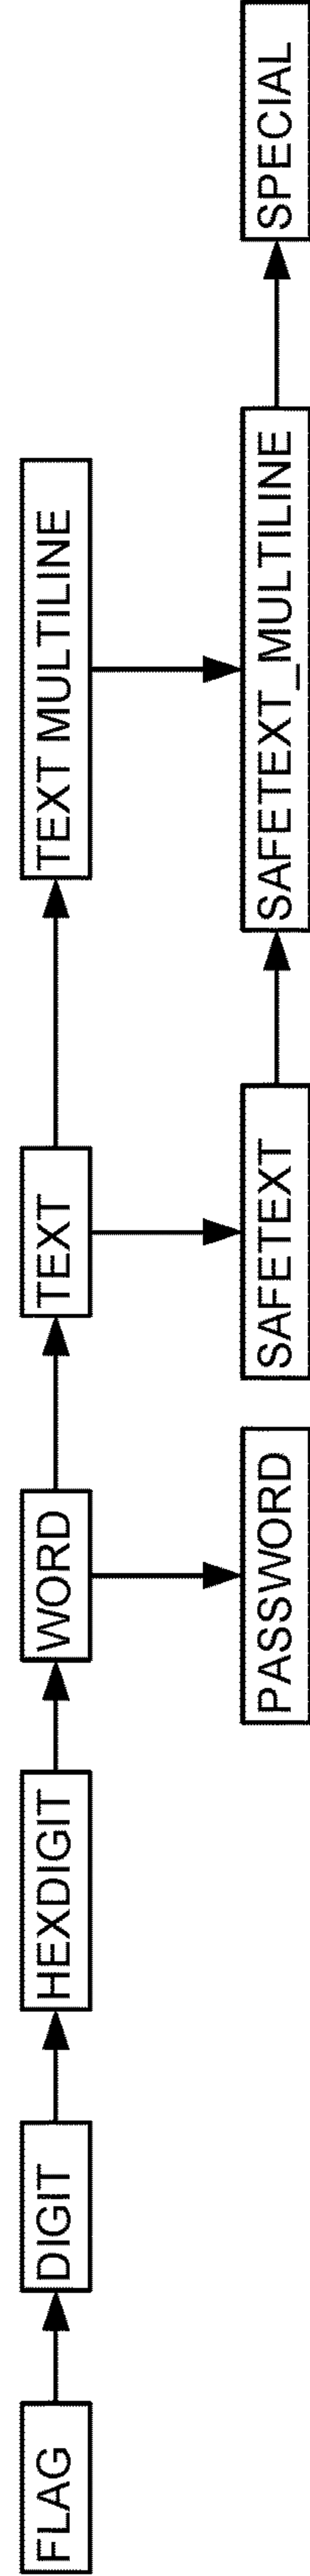 FLAG
DIGIT
HEXDIGIT
WORD
TEXT
TEXT MULTILINE
PASSWORD
SAFETEXT
SAFETEXT_MULTILINE
SPECIAL